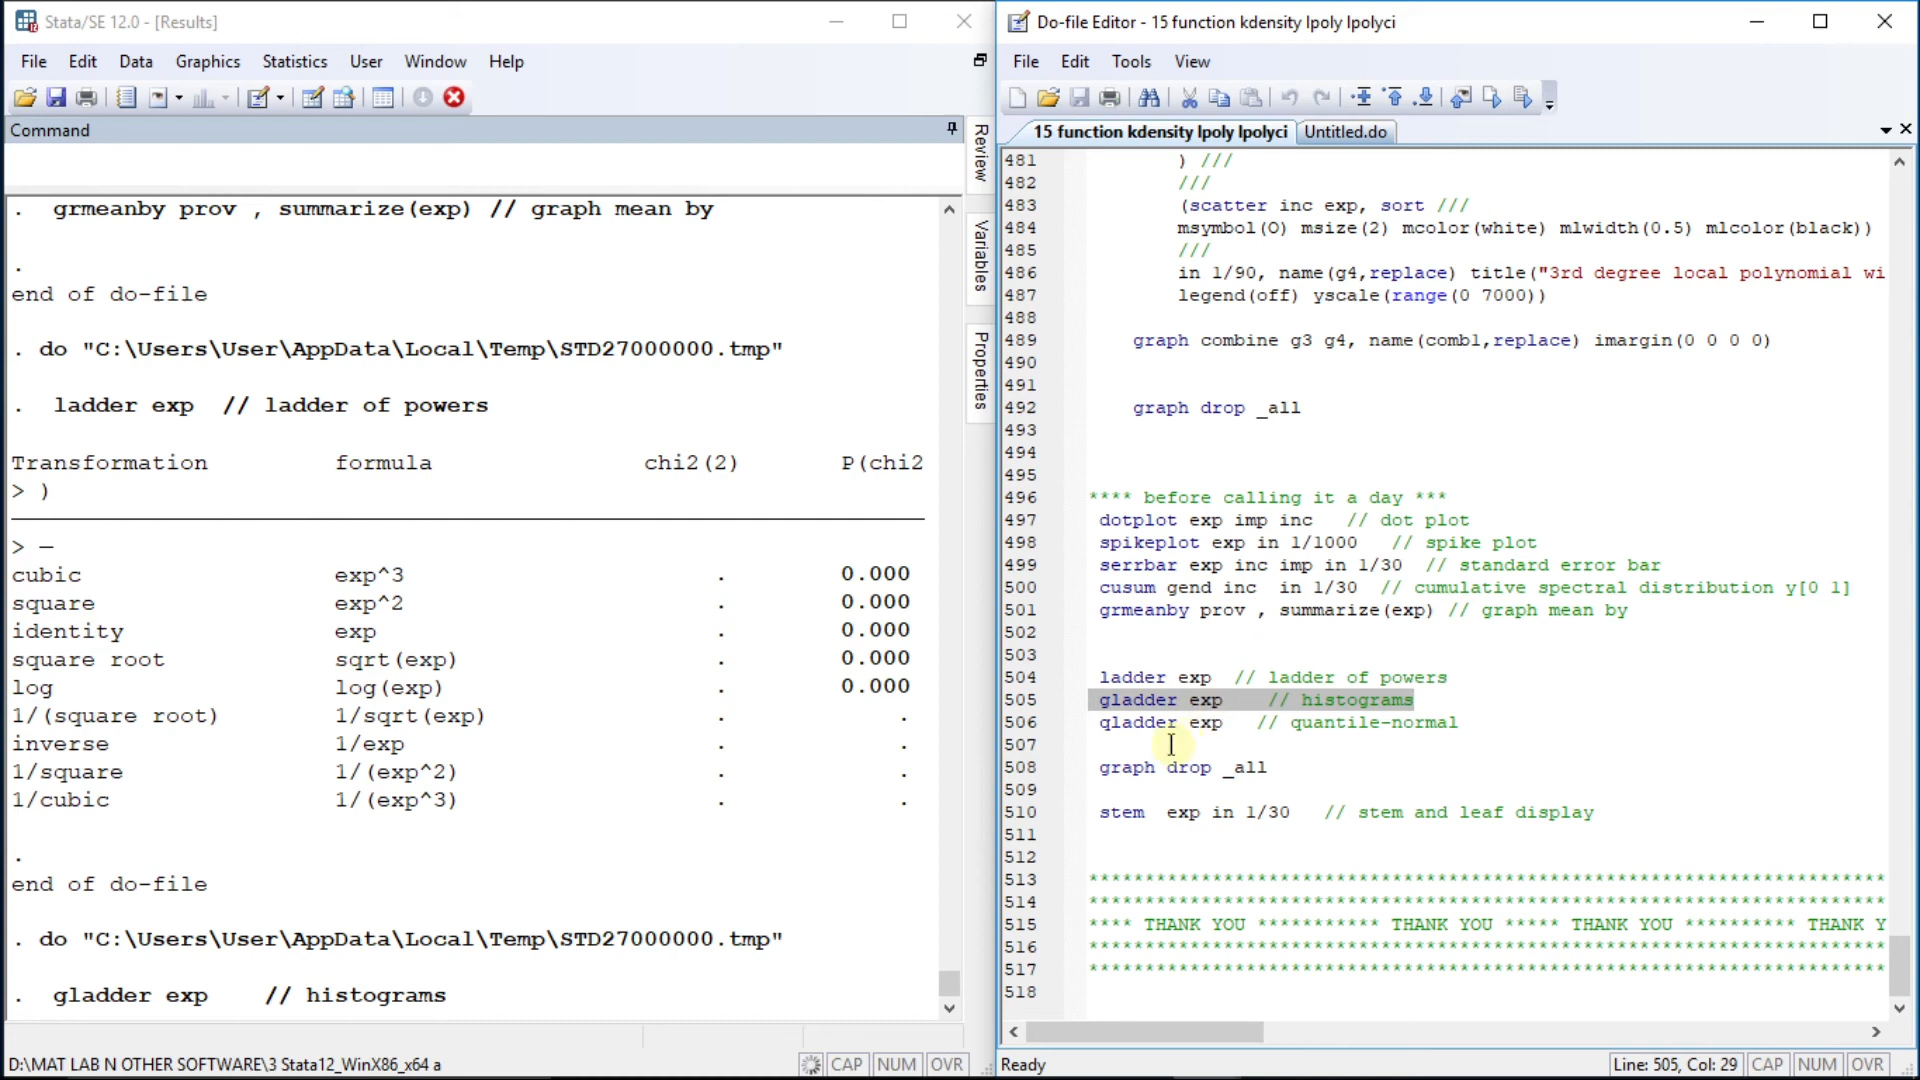 Stata/SE 12.0 - [Results]
File Edit Data Graphics Statistics User Window Help
Command
. grmeanby prov , summarize(exp) // graph mean by
.
end of do-file
. do "C:\Users\User\AppData\Local\Temp\STD27000000.tmp"
. ladder exp // ladder of powers
Transformation formula chi2(2) P(chi2
> )
> —
cubic exp^3 . 0.000
square exp^2 . 0.000
identity exp . 0.000
square root sqrt(exp) . 0.000
log log(exp) . 0.000
1/(square root) 1/sqrt(exp) . .
inverse 1/exp . .
1/square 1/(exp^2) . .
1/cubic 1/(exp^3) . .
.
end of do-file
. do "C:\Users\User\AppData\Local\Temp\STD27000000.tmp"
. gladder exp // histograms
D:\MAT LAB N OTHER SOFTWARE\3 Stata12_WinX86_x64 a
CAP NUM OVR
Review
Variables
Properties
Do-file Editor - 15 function kdensity lpoly lpolyci
File Edit Tools View
15 function kdensity lpoly lpolyci Untitled.do
481 ) ///
482 ///
483 (scatter inc exp, sort ///
484 msymbol(O) msize(2) mcolor(white) mlwidth(0.5) mlcolor(black))
485 ///
486 in 1/90, name(g4,replace) title("3rd degree local polynomial wi
487 legend(off) yscale(range(0 7000))
488
489 graph combine g3 g4, name(comb1,replace) imargin(0 0 0 0)
490
491
492 graph drop _all
493
494
495
496 **** before calling it a day ***
497 dotplot exp imp inc // dot plot
498 spikeplot exp in 1/1000 // spike plot
499 serrbar exp inc imp in 1/30 // standard error bar
500 cusum gend inc in 1/30 // cumulative spectral distribution y[0 1]
501 grmeanby prov , summarize(exp) // graph mean by
502
503
504 ladder exp // ladder of powers
505 gladder exp // histograms
506 qladder exp // quantile-normal
507
508 graph drop _all
509
510 stem exp in 1/30 // stem and leaf display
511
512
513 ***********************************************************************
514 ***********************************************************************
515 **** THANK YOU *********** THANK YOU ***** THANK YOU ********** THANK Y
516 ***********************************************************************
517 ***********************************************************************
518
Ready
Line: 505, Col: 29 CAP NUM OVR